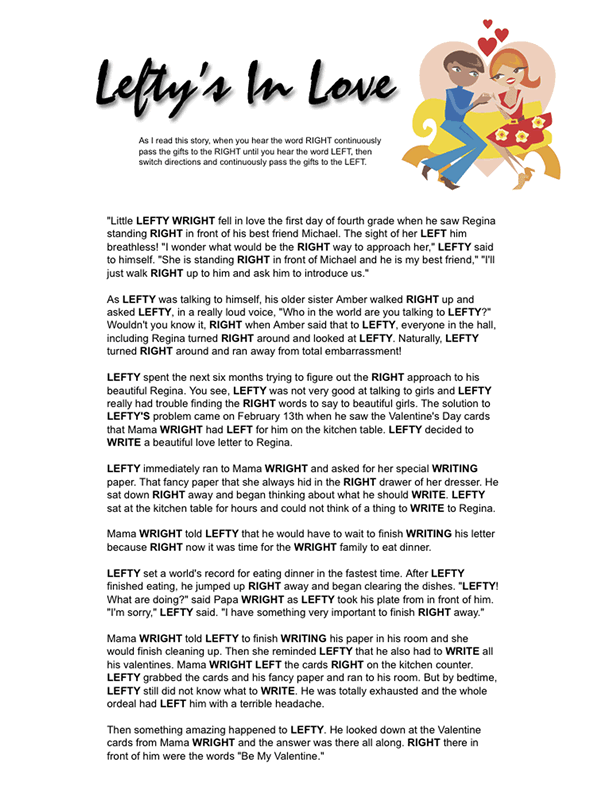 Lefty's In Love
As I read this story, when you hear the word RIGHT continuously
pass the gifts to the RIGHT until you hear the word LEFT, then
switch directions and continuously pass the gifts to the LEFT.
"Little LEFTY WRIGHT fell in love the first day of fourth grade when he saw Regina
standing RIGHT in front of his best friend Michael. The sight of her LEFT him
breathless! "I wonder what would be the RIGHT way to approach her," LEFTY said
to himself. "She is standing RIGHT in front of Michael and he is my best friend," "I'll
just walk RIGHT up to him and ask him to introduce us."
As LEFTY was talking to himself, his older sister Amber walked RIGHT up and
asked LEFTY, in a really loud voice, "Who in the world are you talking to LEFTY?"
Wouldn't you know it, RIGHT when Amber said that to LEFTY, everyone in the hall,
including Regina turned RIGHT around and looked at LEFTY. Naturally, LEFTY
turned RIGHT around and ran away from total embarrassment!
LEFTY spent the next six months trying to figure out the RIGHT approach to his
beautiful Regina. You see, LEFTY was not very good at talking to girls and LEFTY
really had trouble finding the RIGHT words to say to beautiful girls. The solution to
LEFTY'S problem came on February 13th when he saw the Valentine's Day cards
that Mama WRIGHT had LEFT for him on the kitchen table. LEFTY decided to
WRITE a beautiful love letter to Regina.
LEFTY immediately ran to Mama WRIGHT and asked for her special WRITING
paper. That fancy paper that she always hid in the RIGHT drawer of her dresser. He
sat down RIGHT away and began thinking about what he should WRITE. LEFTY
sat at the kitchen table for hours and could not think of a thing to WRITE to Regina.
Mama WRIGHT told LEFTY that he would have to wait to finish WRITING his letter
because RIGHT now it was time for the WRIGHT family to eat dinner.
LEFTY set a world's record for eating dinner in the fastest time. After LEFTY
finished eating, he jumped up RIGHT away and began clearing the dishes. "LEFTY!
What are doing?" said Papa WRIGHT as LEFTY took his plate from in front of him.
"I'm sorry," LEFTY said. "I have something very important to finish RIGHT away."
Mama WRIGHT told LEFTY to finish WRITING his paper in his room and she
would finish cleaning up. Then she reminded LEFTY that he also had to WRITE all
his valentines. Mama WRIGHT LEFT the cards RIGHT on the kitchen counter.
LEFTY grabbed the cards and his fancy paper and ran to his room. But by bedtime,
LEFTY still did not know what to WRITE. He was totally exhausted and the whole
ordeal had LEFT him with a terrible headache.
Then something amazing happened to LEFTY. He looked down at the Valentine
cards from Mama WRIGHT and the answer was there all along. RIGHT there in
front of him were the words "Be My Valentine."